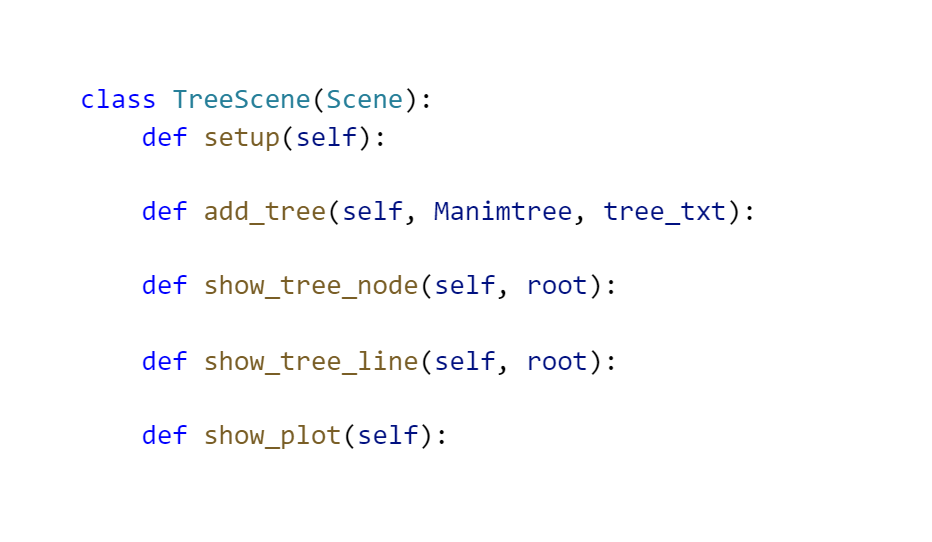 class TreeScene(Scene):
    def setup(self):
    def add_tree(self, Manimtree, tree_txt):
    def show_tree_node(self, root):
    def show_tree_line(self, root):
    def show_plot(self):